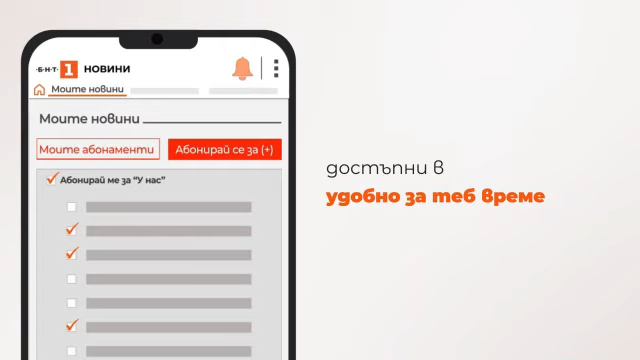 ·Б·Н·Т· 1 НОВИНИ
Моите новини
Моите новини
Моите абонаменти
Абонирай се за (+)
Абонирай ме за “У нас”
достъпни в
удобно за теб време